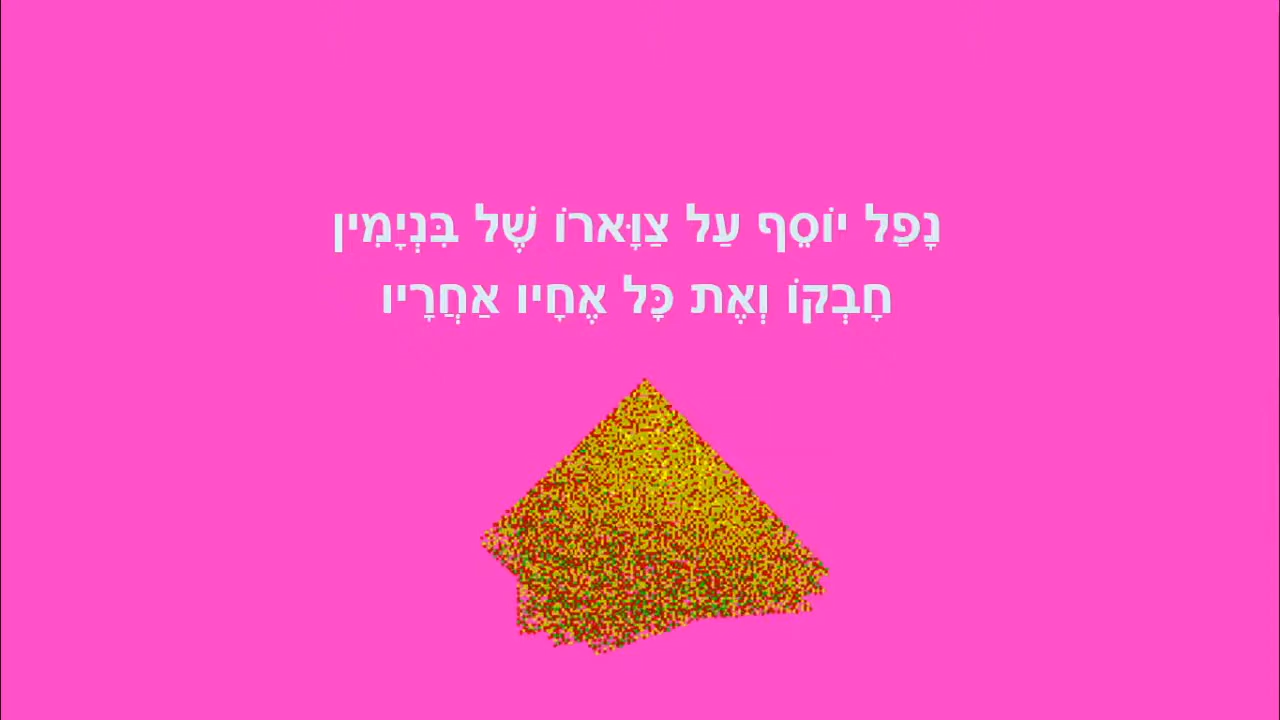 נָפַל יוֹסֵף עַל צַוָּארוֹ שֶׁל בִּנְיָמִין
חָבְקוֹ וְאֶת כָּל אֶחָיו אַחֲרָיו